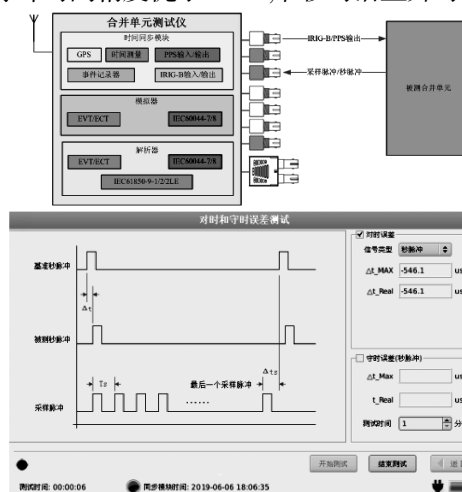 合并单元测试仪
时间同步模块
GPS
时间测量
PPS输入/输出
事件记录器
IRIG-B输入/输出
模拟器
EVT/ECT
IEC60044-7/8
解析器
EVT/ECT
IEC60044-7/8
IEC61850-9-1/2/2LE
IRIG-B/PPS输出
采样脉冲/秒脉冲
被测合并单元
对时和守时误差测试
基准秒脉冲
Δt
被测秒脉冲
Δts
Ts
最后一个采样脉冲
......
采样脉冲
对时误差
信号类型 秒脉冲
Δt_MAX -546.1 us
Δt_Real -546.1 us
守时误差(秒脉冲)
Δt_Max us
t_Real us
测试时间 1 分
开始测试
结束测试
测试时间: 00:00:06
同步模块时间: 2019-06-06 18:06:35